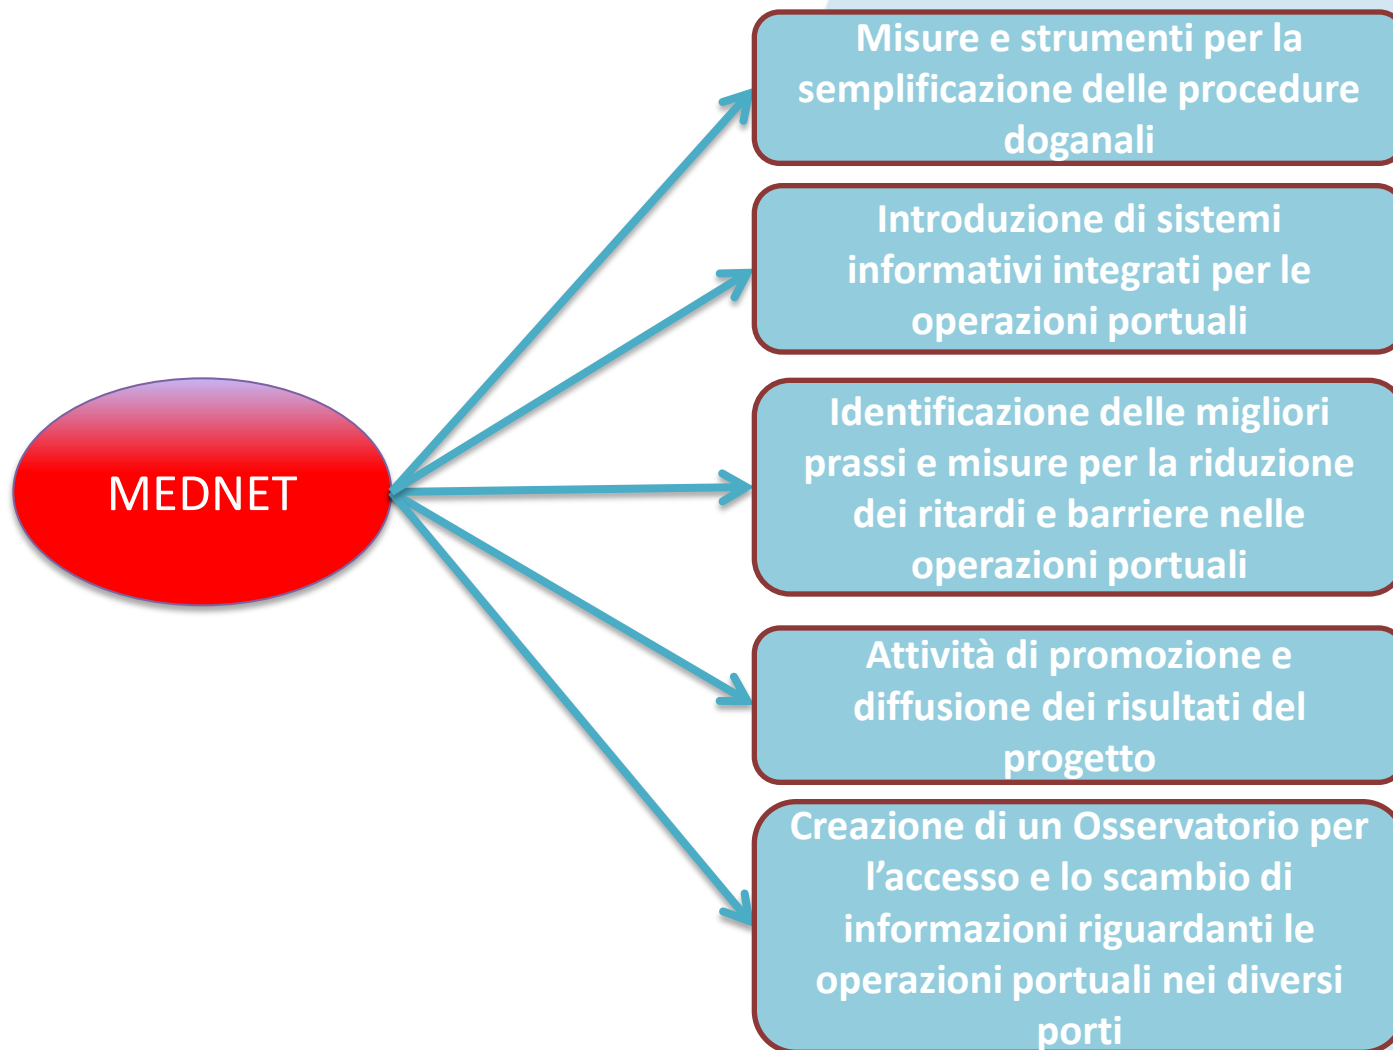 Misure e strumenti per la
semplificazione delle procedure
doganali
Introduzione di sistemi
informativi integrati per le
operazioni portuali
MEDNET
Identificazione delle migliori
prassi e misure per la riduzione
dei ritardi e barriere nelle
operazioni portuali
Attività di promozione e
diffusione dei risultati del
progetto
Creazione di un Osservatorio per
l’accesso e lo scambio di
informazioni riguardanti le
operazioni portuali nei diversi
porti